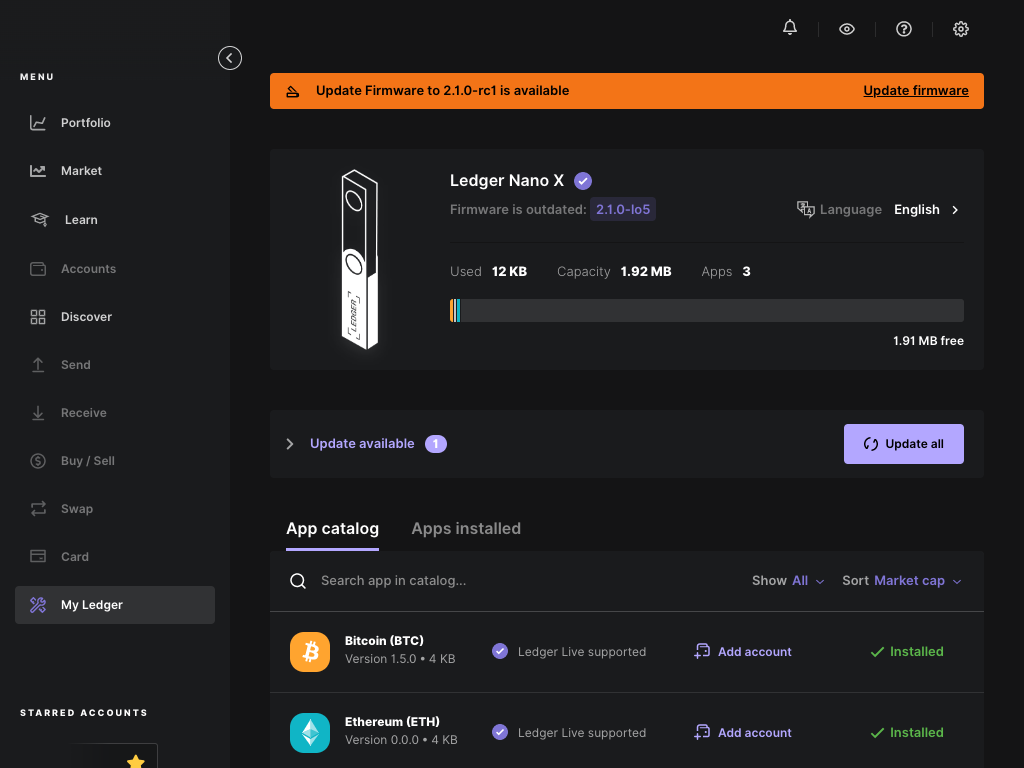 MENU
Portfolio
Market
Learn
Accounts
Discover
Send
Receive
Buy / Sell
Swap
Card
My Ledger
STARRED ACCOUNTS
Update Firmware to 2.1.0-rc1 is available
Update firmware
LEDGER
Ledger Nano X
Firmware is outdated: 2.1.0-lo5
Language English
Used 12 KB Capacity 1.92 MB Apps 3
1.91 MB free
Update available 1
Update all
App catalog Apps installed
Search app in catalog...
Show All Sort Market cap
Bitcoin (BTC)
Version 1.5.0 • 4 KB
Ledger Live supported
Add account
Installed
Ethereum (ETH)
Version 0.0.0 • 4 KB
Ledger Live supported
Add account
Installed